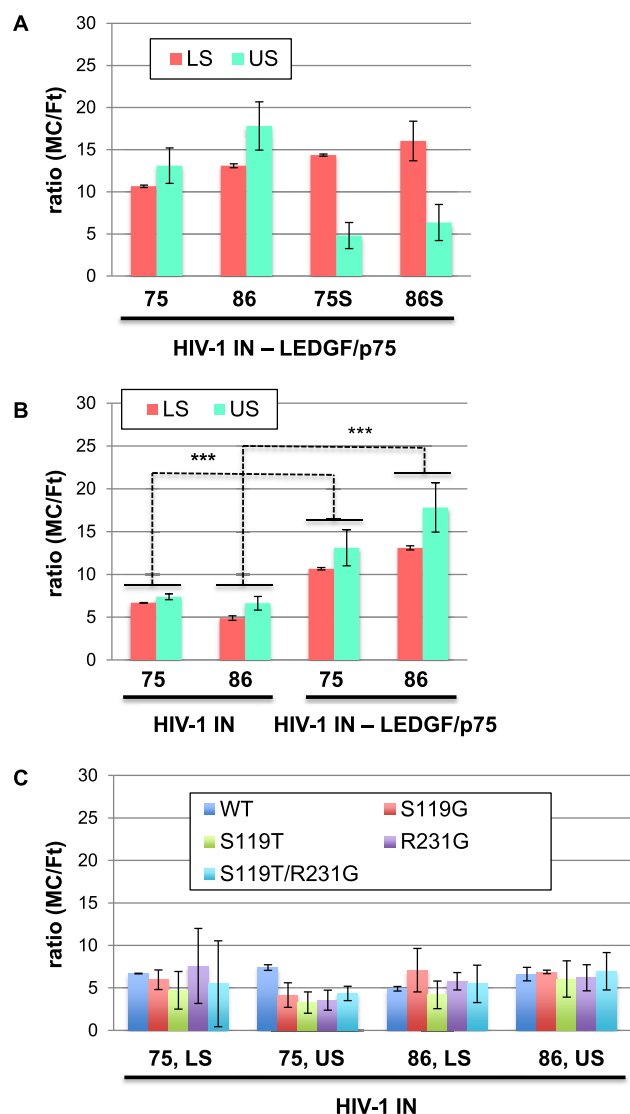 A
LS US
ratio (MC/Ft)
30
25
20
15
10
5
0
75 86 75S 86S
HIV-1 IN – LEDGF/p75
B
LS US
ratio (MC/Ft)
30
25
20
15
10
5
0
*** ***
75 86 75 86
HIV-1 IN HIV-1 IN – LEDGF/p75
C
ratio (MC/Ft)
30
25
20
15
10
5
0
WT S119G
S119T R231G
S119T/R231G
75, LS 75, US 86, LS 86, US
HIV-1 IN